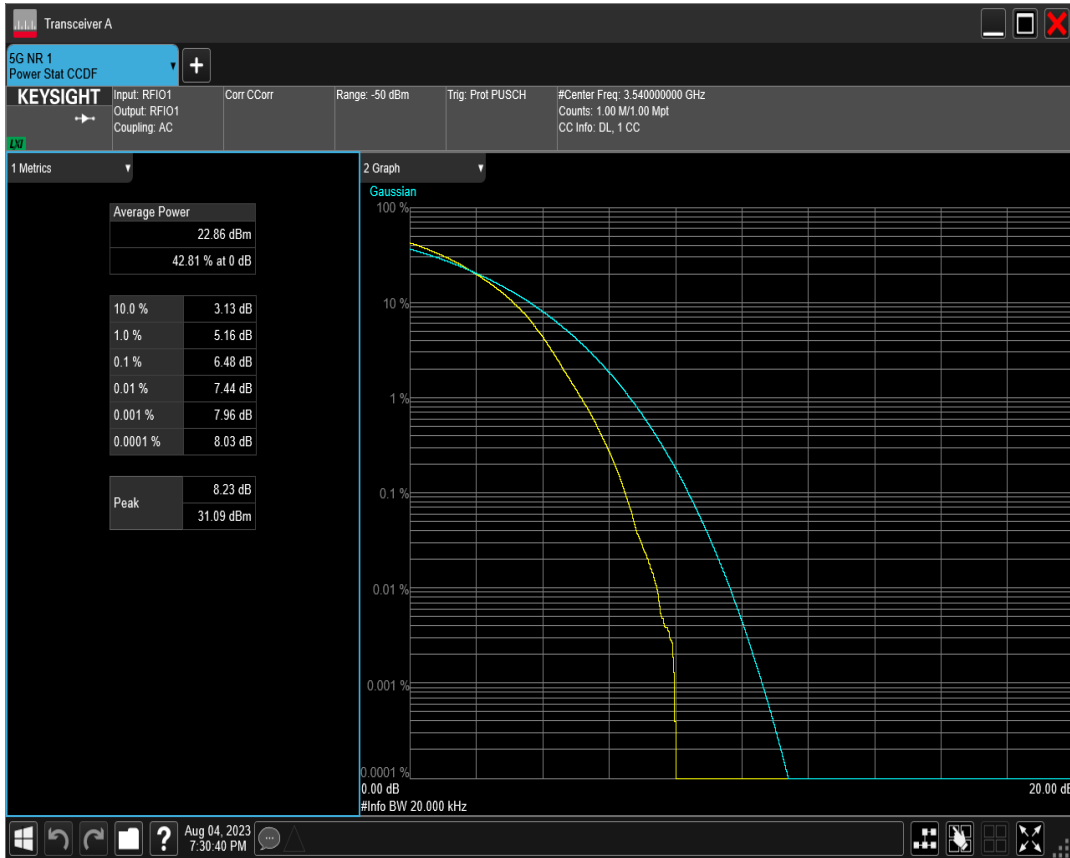 Transceiver A
5G NR 1
Power Stat CCDF
+
KEYSIGHT
LXI
Input: RFIO1
Output: RFIO1
Coupling: AC
Corr CCorr
Range: -50 dBm
Trig: Prot PUSCH
#Center Freq: 3.540000000 GHz
Counts: 1.00 M/1.00 Mpt
CC Info: DL, 1 CC
1 Metrics
Average Power
22.86 dBm
42.81 % at 0 dB
10.0 % 3.13 dB
1.0 % 5.16 dB
0.1 % 6.48 dB
0.01 % 7.44 dB
0.001 % 7.96 dB
0.0001 % 8.03 dB
Peak
8.23 dB
31.09 dBm
2 Graph
Gaussian
100 %
10 %
1 %
0.1 %
0.01 %
0.001 %
0.0001 %
0.00 dB
20.00 dB
#Info BW 20.000 kHz
?
Aug 04, 2023
7:30:40 PM